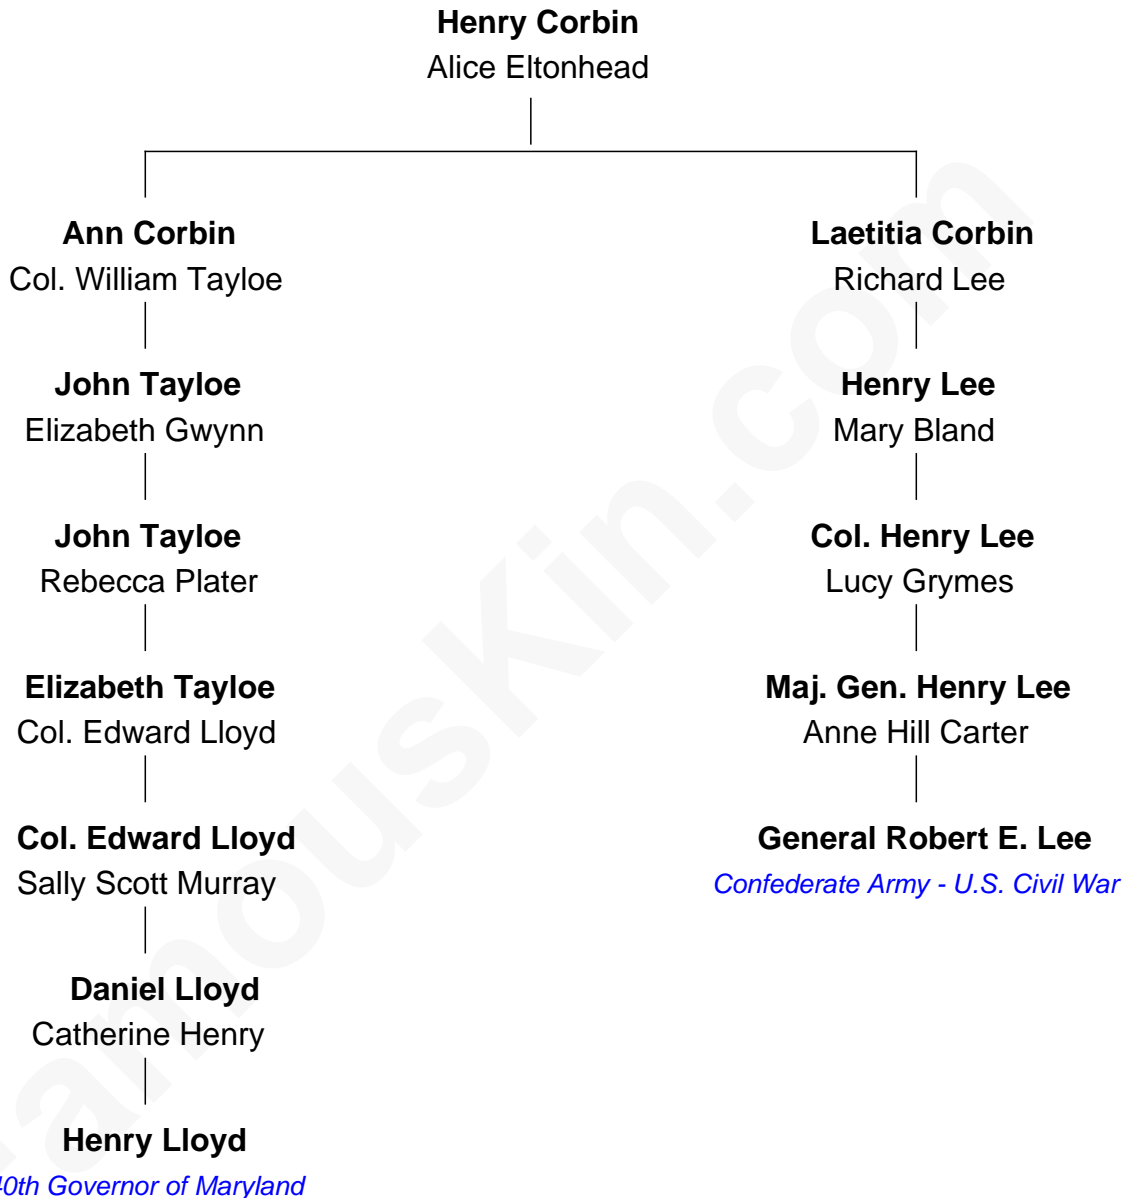 Henry Corbin
Alice Eltonhead
Ann Corbin
Col. William Tayloe
John Tayloe
Elizabeth Gwynn
John Tayloe
Rebecca Plater
Elizabeth Tayloe
Col. Edward Lloyd
Col. Edward Lloyd
Sally Scott Murray
Daniel Lloyd
Catherine Henry
Henry Lloyd
40th Governor of Maryland
Laetitia Corbin
Richard Lee
Henry Lee
Mary Bland
Col. Henry Lee
Lucy Grymes
Maj. Gen. Henry Lee
Anne Hill Carter
General Robert E. Lee
Confederate Army - U.S. Civil War
FamousKin.com